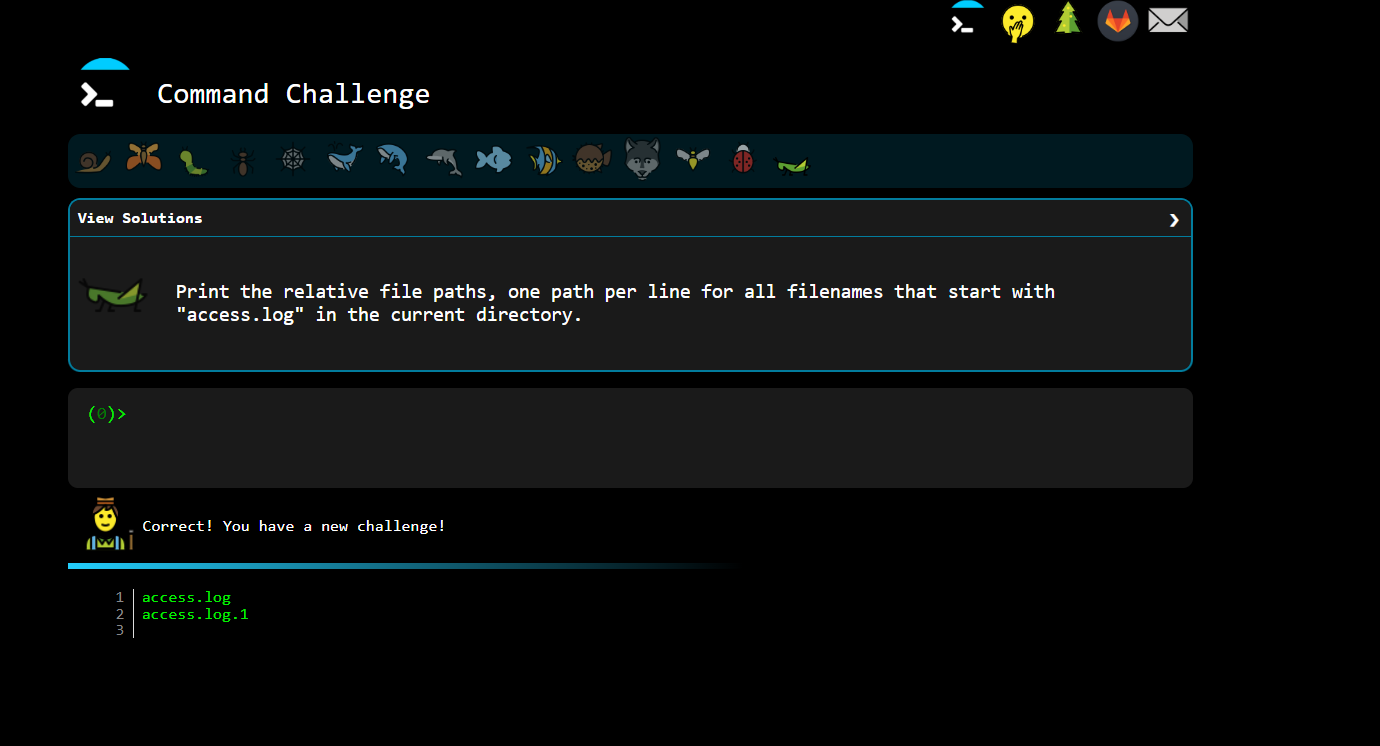 Command Challenge
View Solutions
Print the relative file paths, one path per line for all filenames that start with
"access.log" in the current directory.
(0)>
Correct! You have a new challenge!
1 access.log
2 access.log.1
3